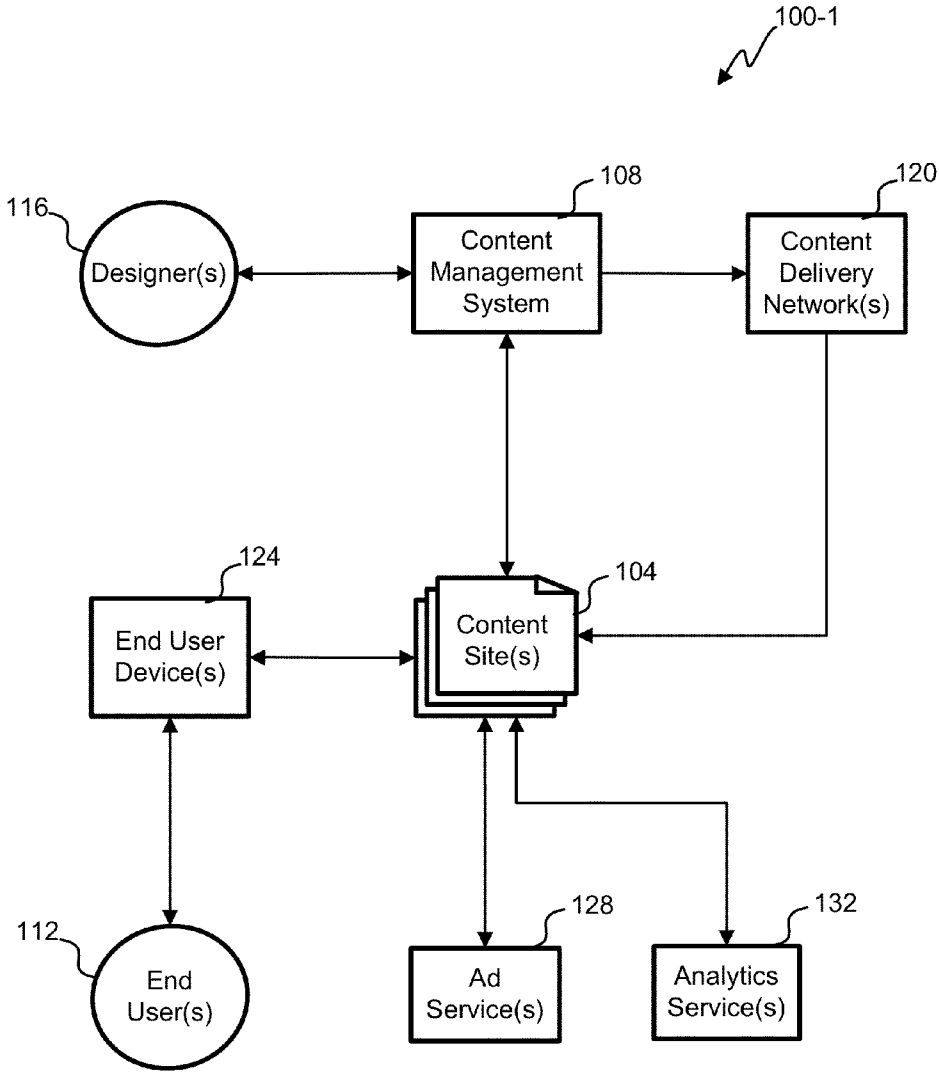 100-1
116
Designer(s)
108
Content
Management
System
120
Content
Delivery
Network(s)
124
End User
Device(s)
104
Content
Site(s)
112
End
User(s)
128
Ad
Service(s)
132
Analytics
Service(s)